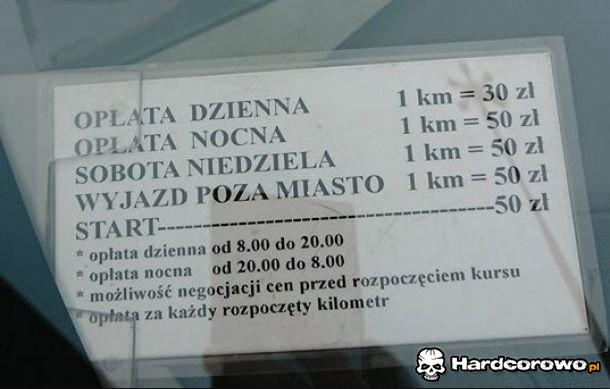 OPŁATA DZIENNA 1 km = 30 zł
OPŁATA NOCNA 1 km = 50 zł
SOBOTA NIEDZIELA 1 km = 50 zł
WYJAZD POZA MIASTO 1 km = 50 zł
START----------------------------------------50 zł
* opłata dzienna od 8.00 do 20.00
* opłata nocna od 20.00 do 8.00
* możliwość negocjacji cen przed rozpoczęciem kursu
* opłata za każdy rozpoczęty kilometr
Hardcorowo.pl